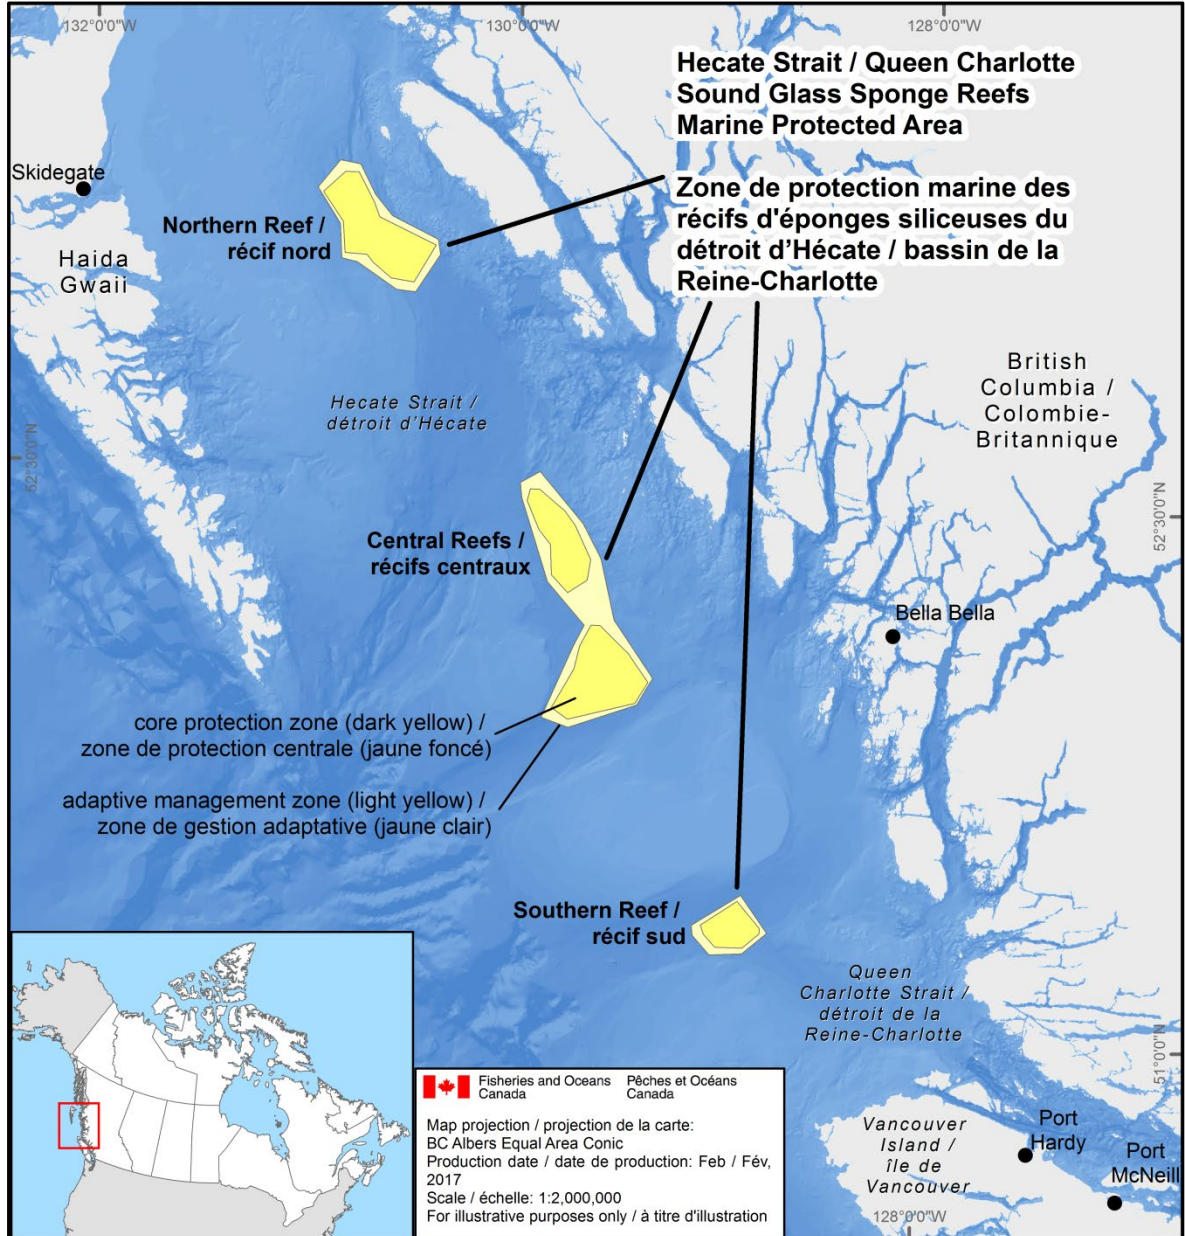 132°0'0"W
130°0'0"W
128°0'0"W
Hecate Strait / Queen Charlotte
Sound Glass Sponge Reefs
Marine Protected Area
Zone de protection marine des
récifs d'éponges siliceuses du
détroit d'Hécate / bassin de la
Reine-Charlotte
Skidegate
Haida
Gwaii
Northern Reef /
récif nord
Hecate Strait /
détroit d'Hécate
British
Columbia /
Colombie-
Britannique
52°30'0"N
52°30'0"N
Central Reefs /
récifs centraux
Bella Bella
core protection zone (dark yellow) /
zone de protection centrale (jaune foncé)
adaptive management zone (light yellow) /
zone de gestion adaptative (jaune clair)
Southern Reef /
récif sud
Queen
Charlotte Strait /
détroit de la
Reine-Charlotte
51°0'0"N
Vancouver
Island /
île de
Vancouver
Port
Hardy
Port
McNeill
128°0'0"W
Fisheries and Oceans
Canada
Pêches et Océans
Canada
Map projection / projection de la carte:
BC Albers Equal Area Conic
Production date / date de production: Feb / Fév,
2017
Scale / échelle: 1:2,000,000
For illustrative purposes only / à titre d'illustration